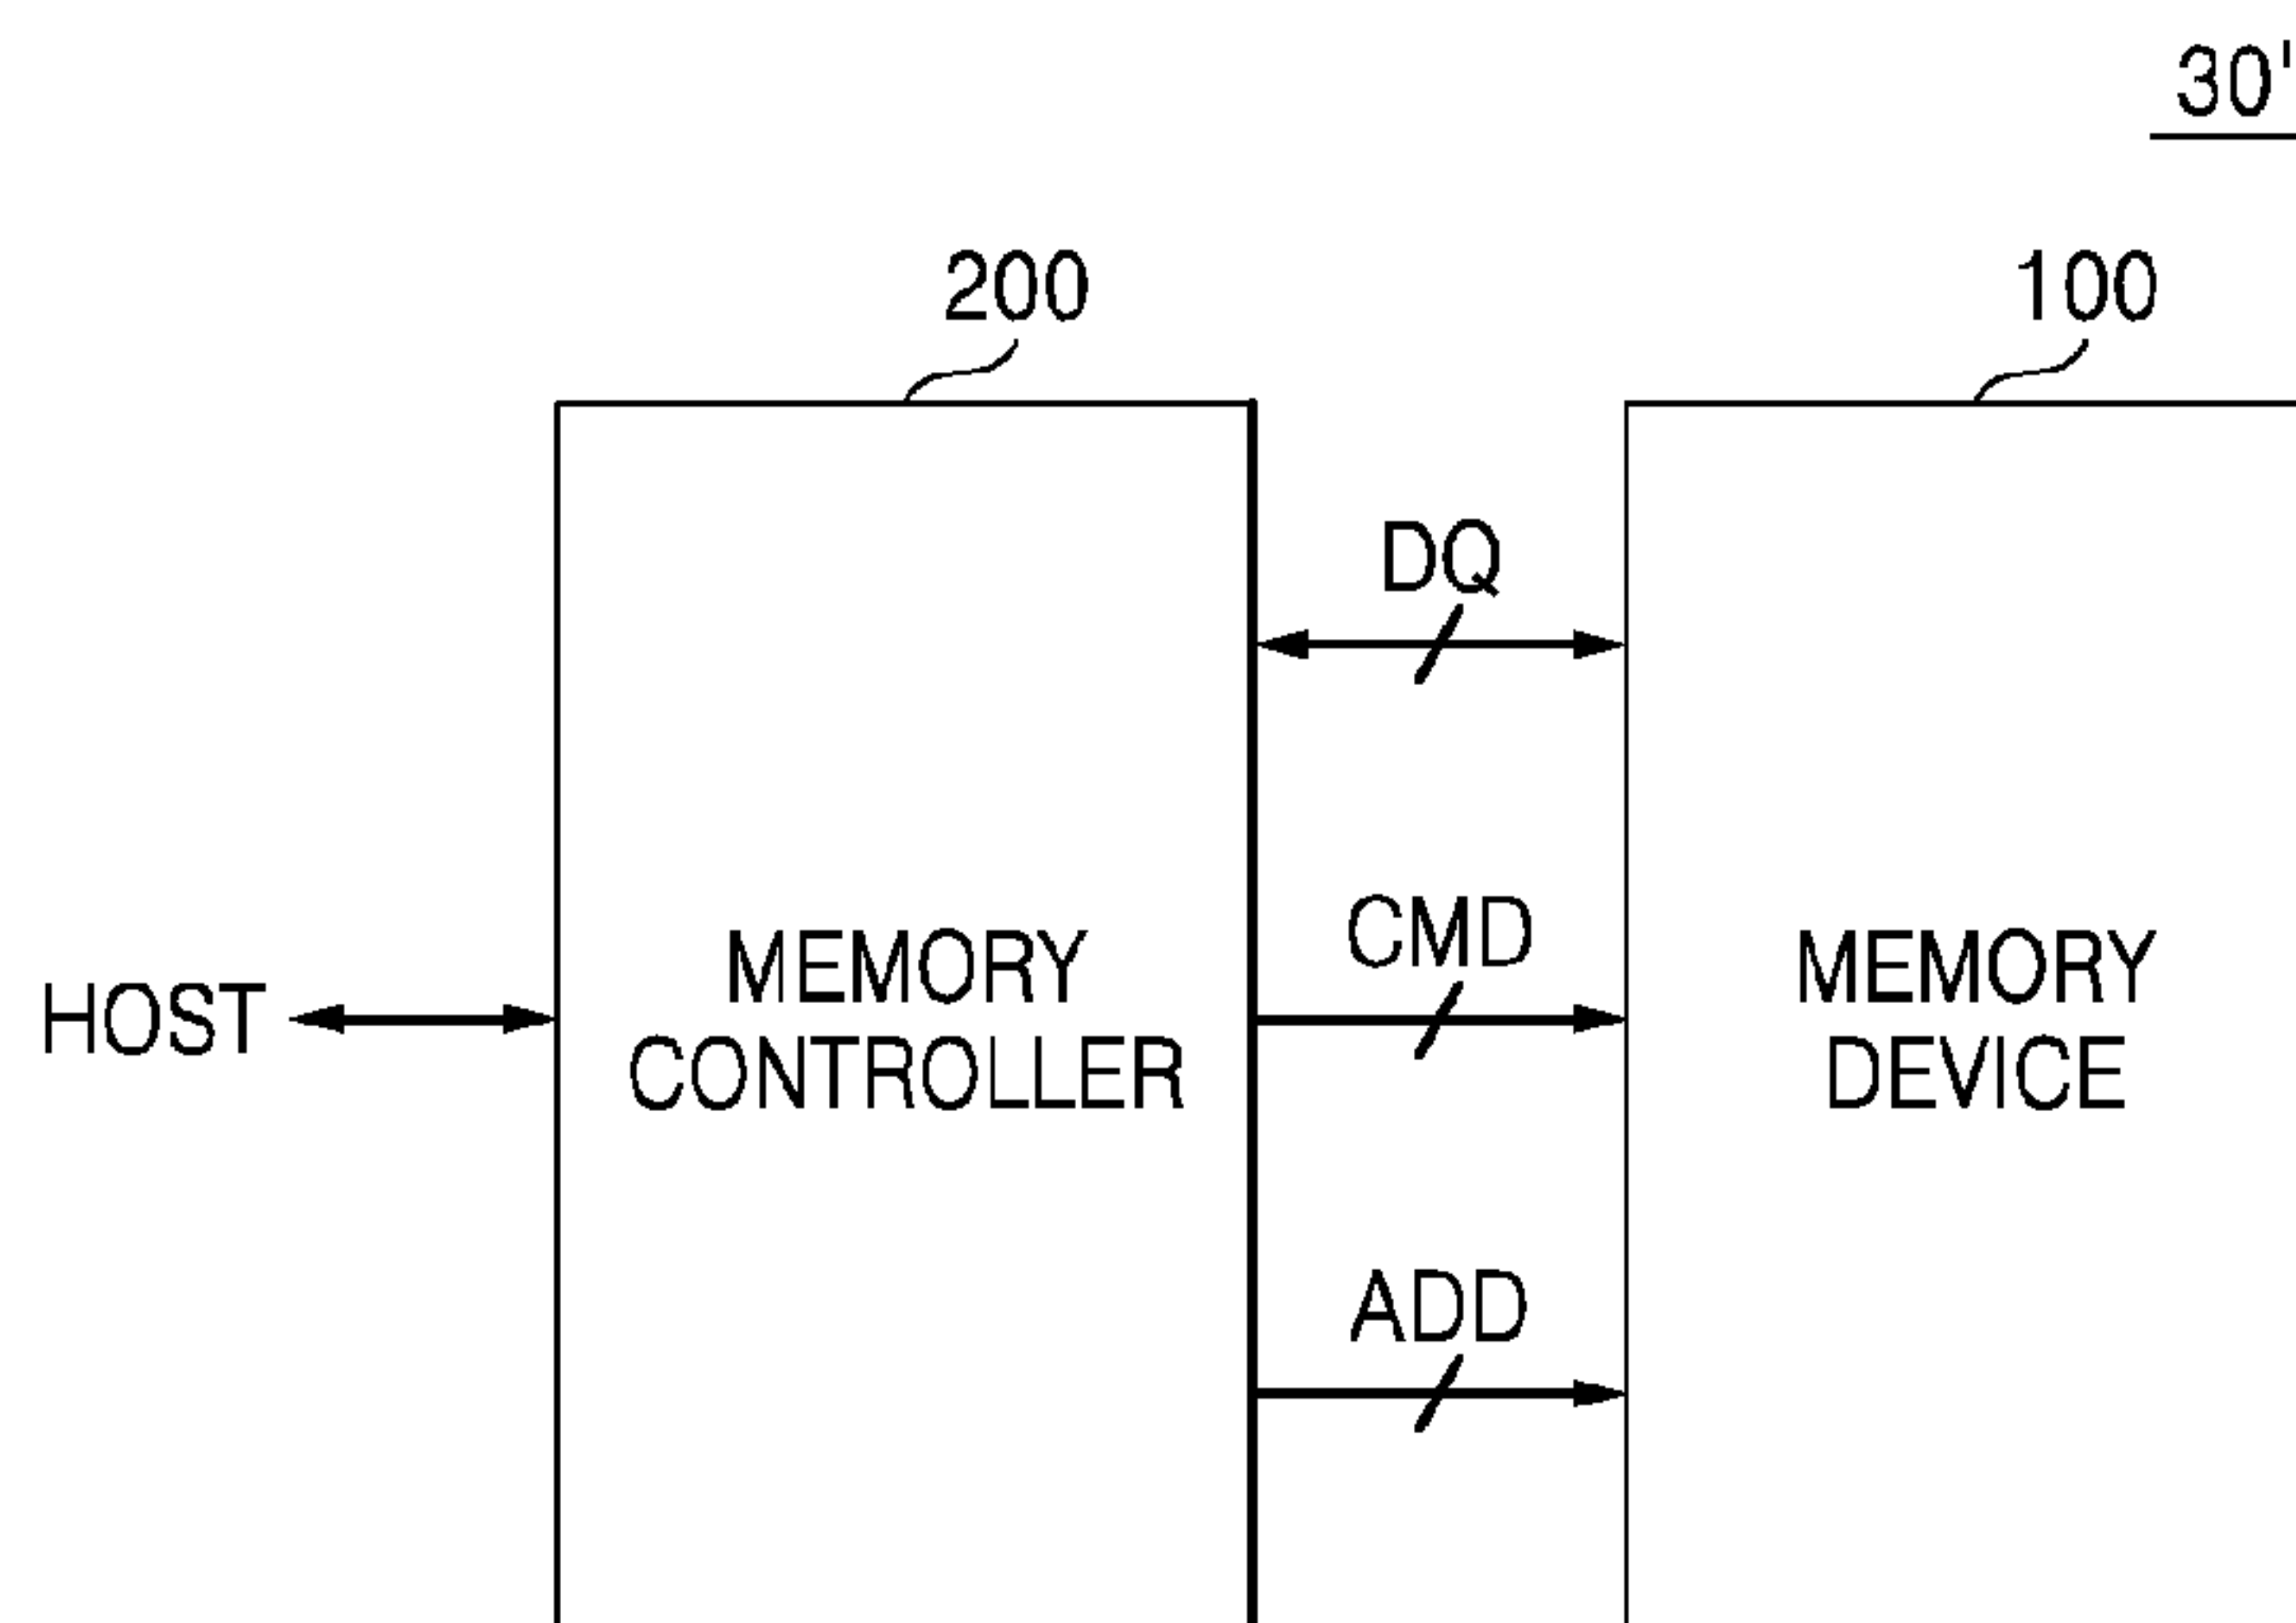 30'
200
100
DQ
CMD
MEMORY
CONTROLLER
MEMORY
DEVICE
HOST
ADD